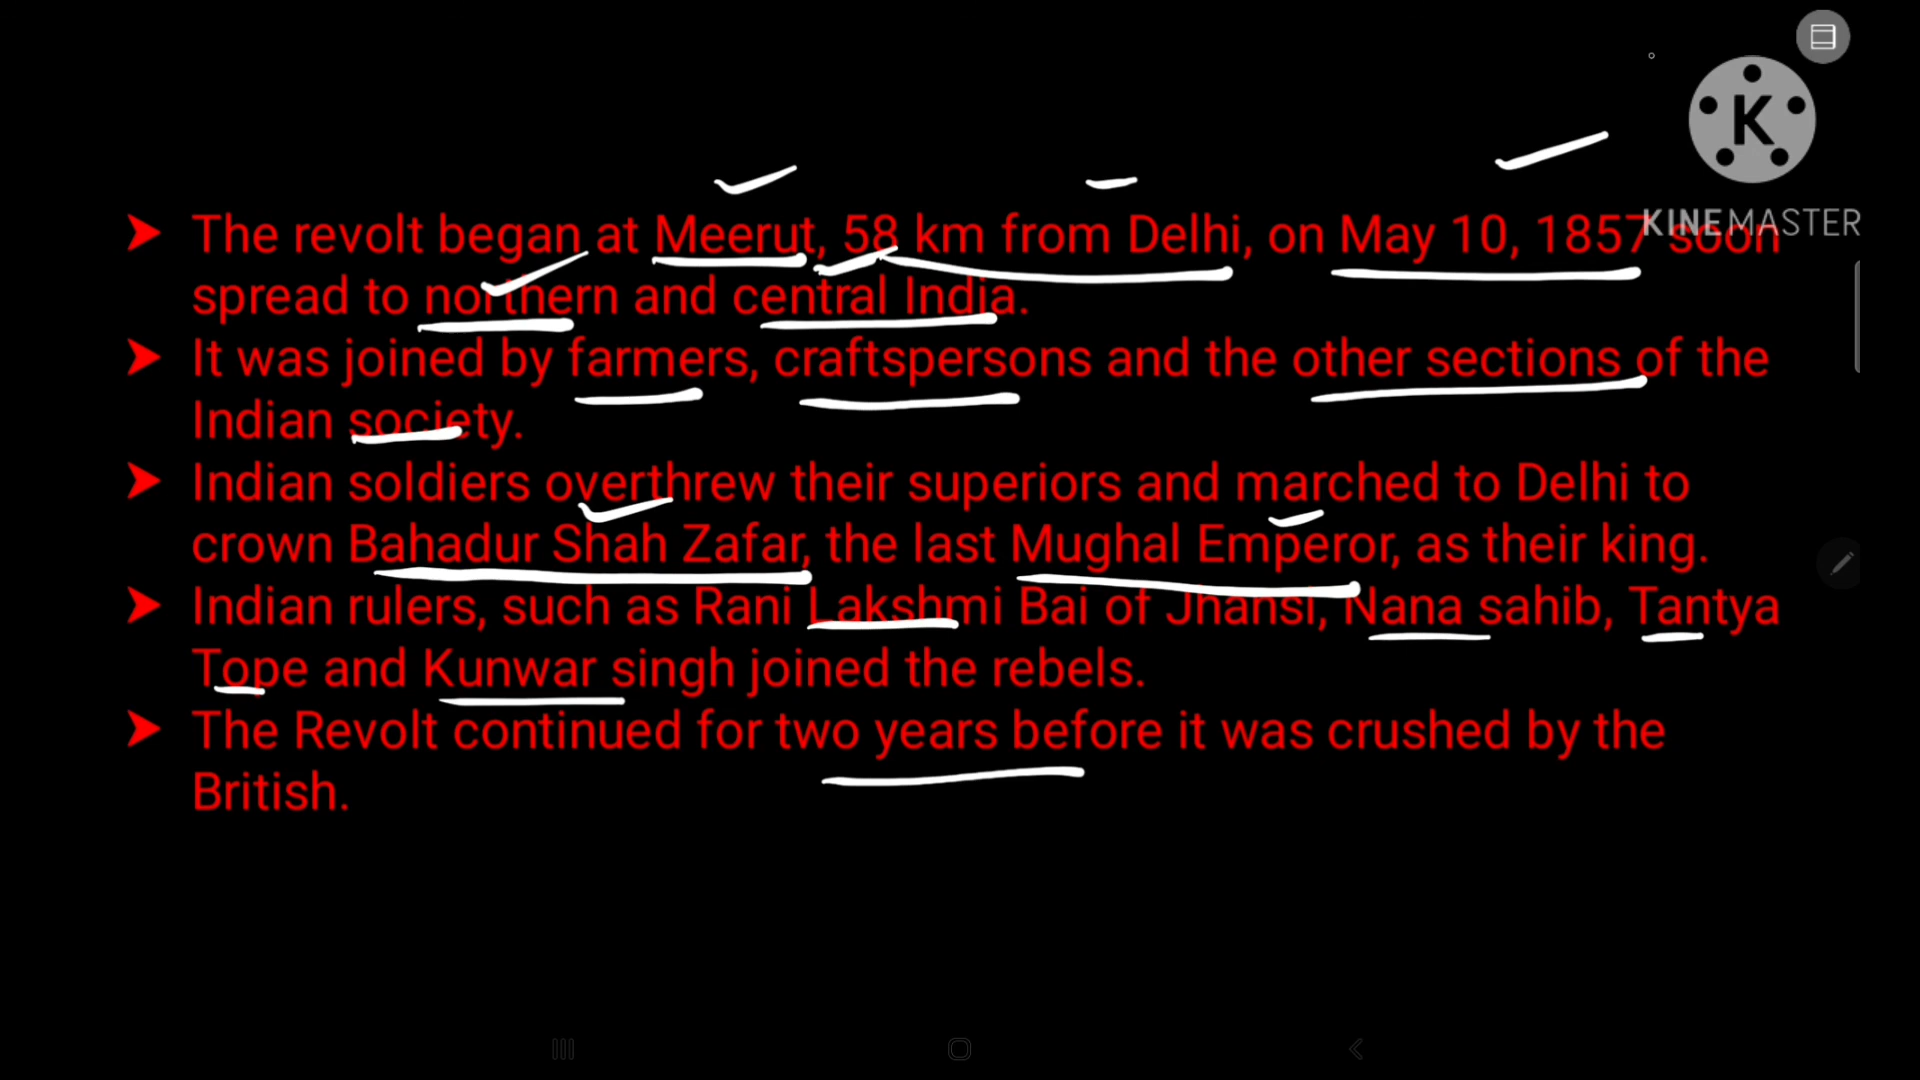 K
KINEMASTER
➤ The revolt began at Meerut, 58 km from Delhi, on May 10, 1857 soon
spread to northern and central India.
➤ It was joined by farmers, craftspersons and the other sections of the
Indian society.
➤ Indian soldiers overthrew their superiors and marched to Delhi to
crown Bahadur Shah Zafar, the last Mughal Emperor, as their king.
➤ Indian rulers, such as Rani Lakshmi Bai of Jhansi, Nana sahib, Tantya
Tope and Kunwar singh joined the rebels.
➤ The Revolt continued for two years before it was crushed by the
British.